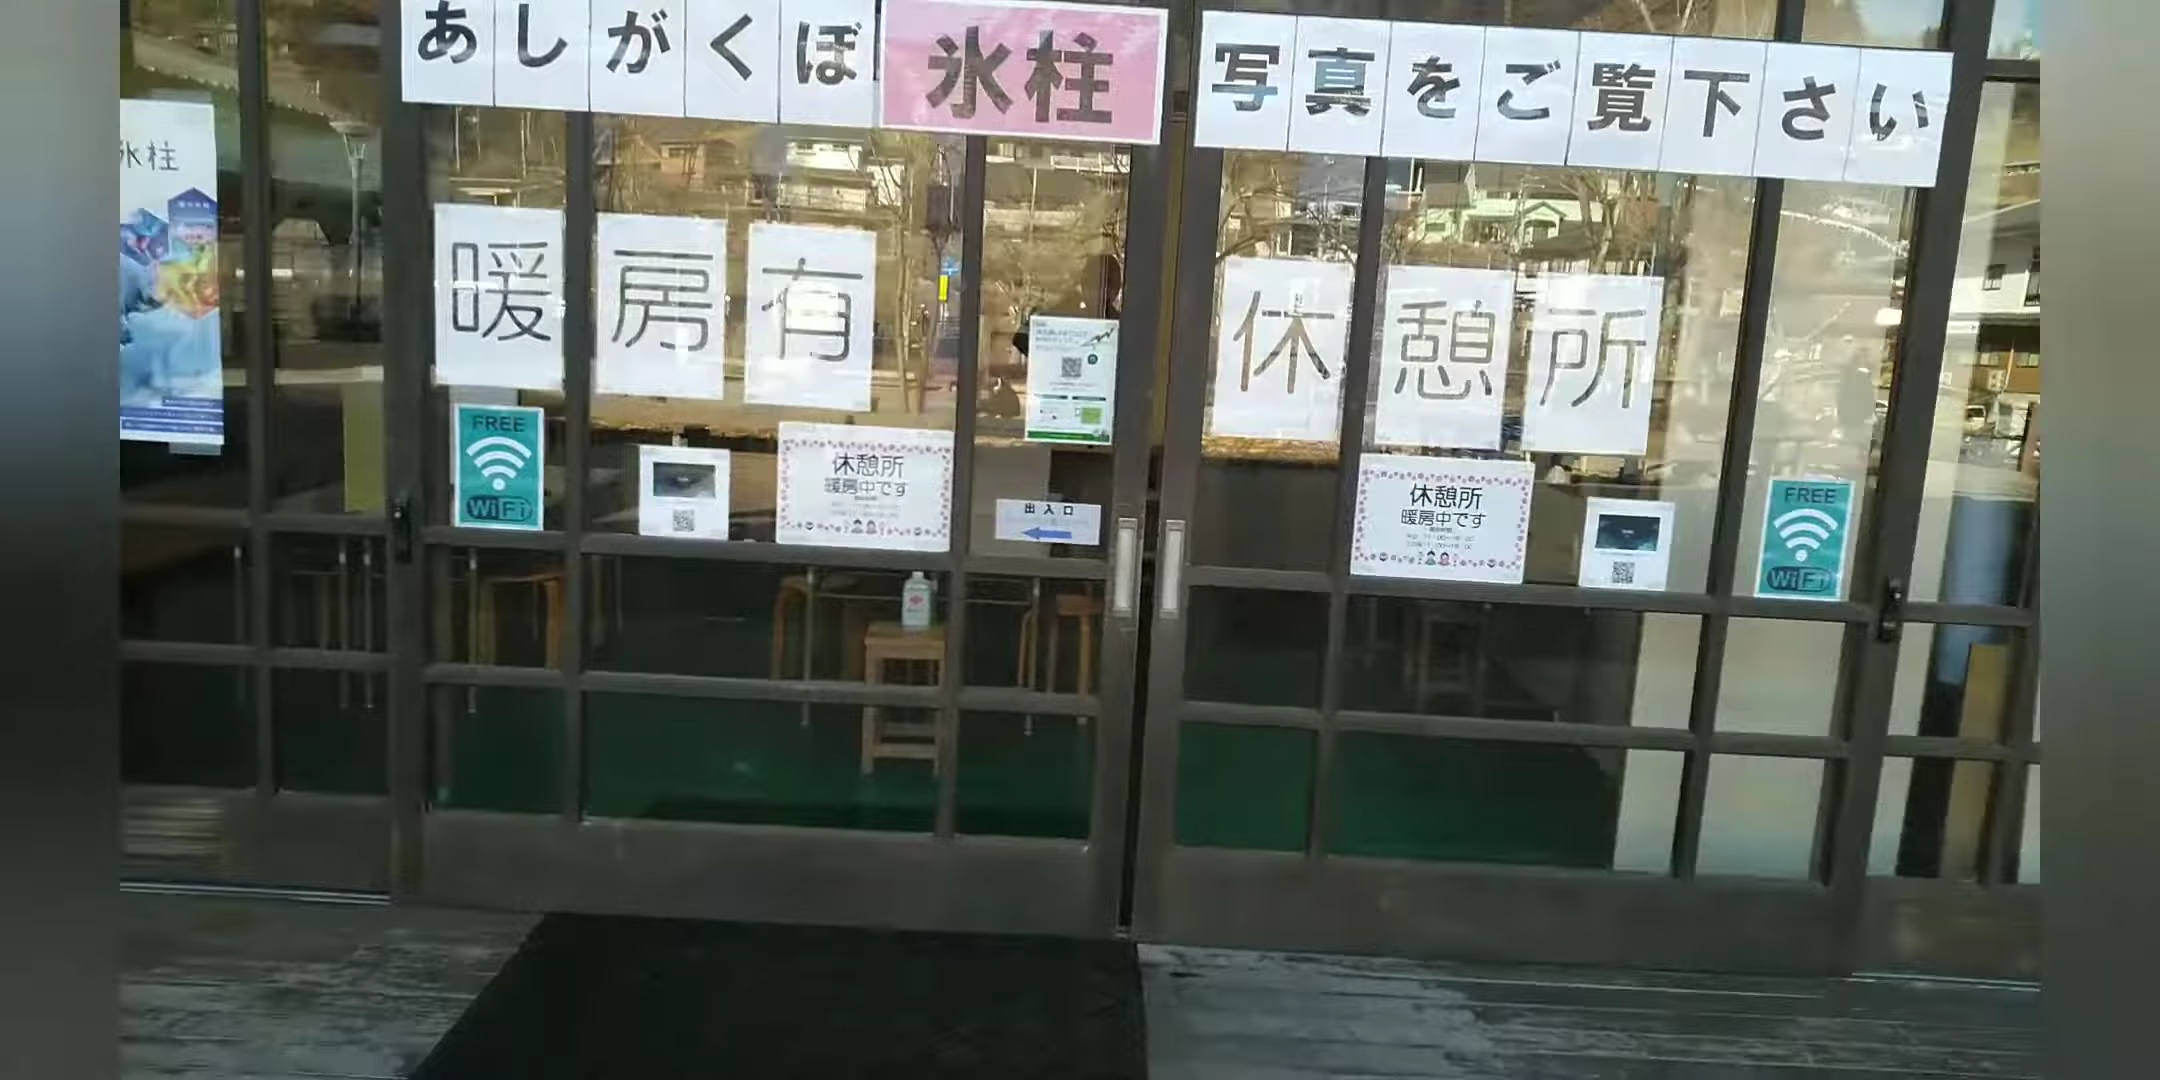 あしがくぼ 氷柱 写真をご覧下さい
氷柱
暖房有
休憩所
FREE
WiFi
休憩所
暖房中です
出入口
休憩所
暖房中です
FREE
WiFi